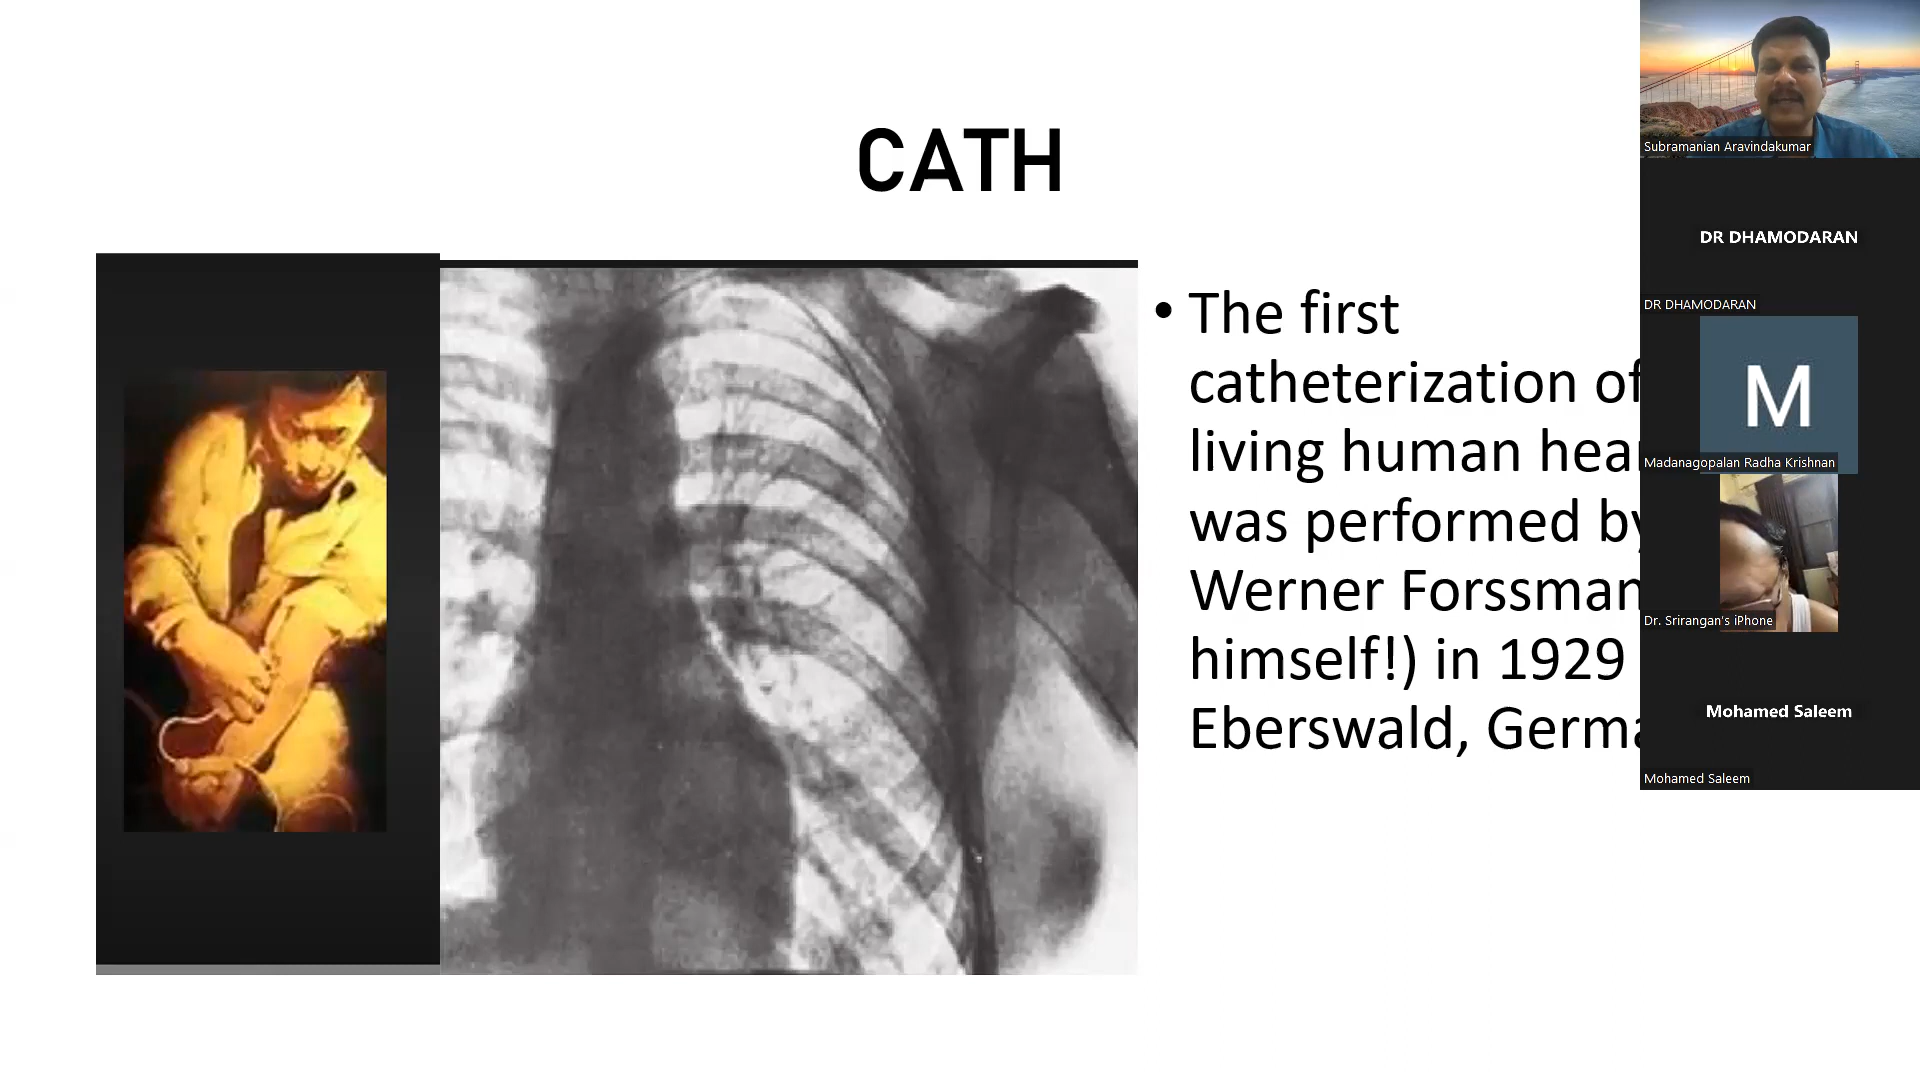 CATH
• The first
catheterization of
living human hea
was performed by
Werner Forssman
himself!) in 1929
Eberswald, Germa
Subramanian Aravindakumar
DR DHAMODARAN
DR DHAMODARAN
M
Madanagopalan Radha Krishnan
Dr. Srirangan's iPhone
Mohamed Saleem
Mohamed Saleem